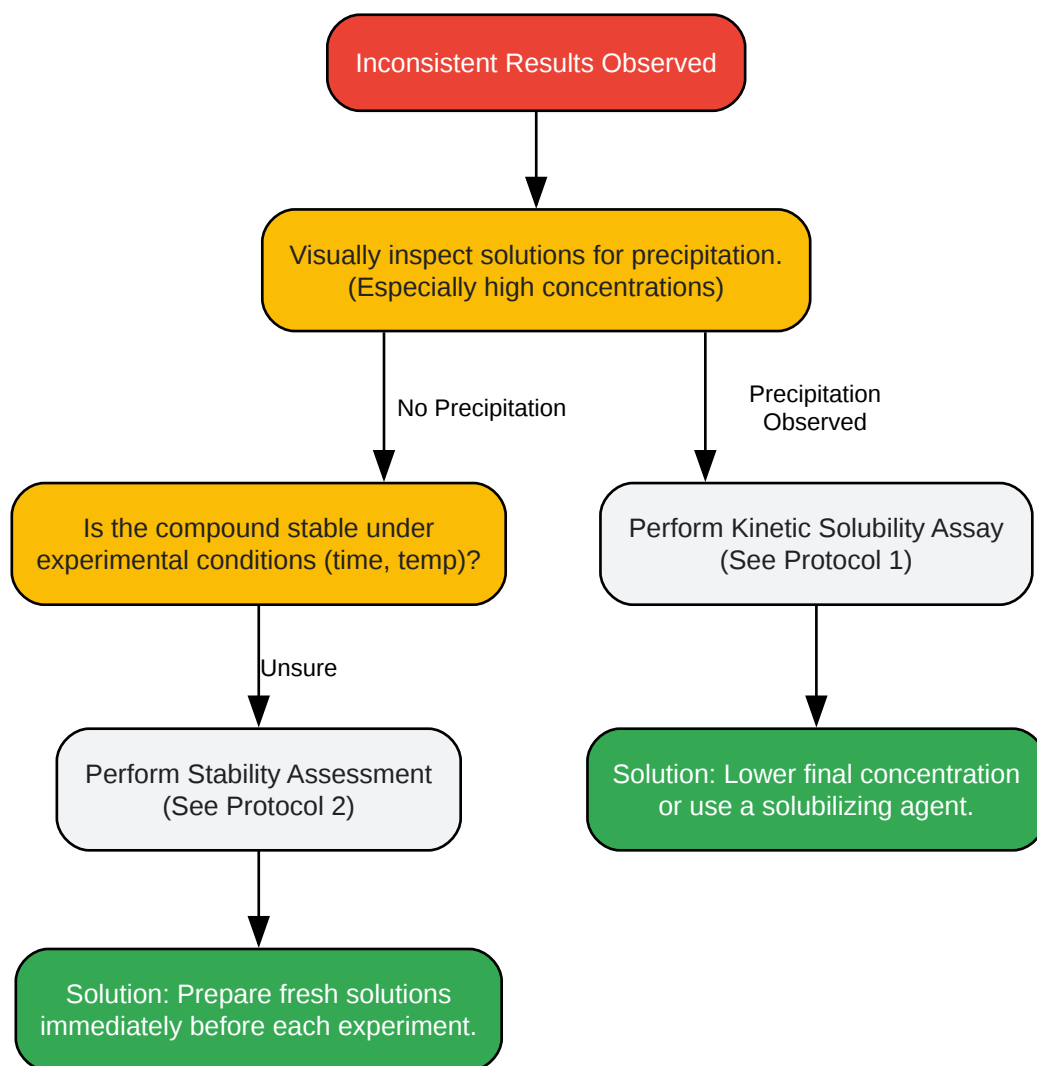 Inconsistent Results Observed
Visually inspect solutions for precipitation.
(Especially high concentrations)
No Precipitation
Precipitation
Observed
Is the compound stable under
experimental conditions (time, temp)?
Perform Kinetic Solubility Assay
(See Protocol 1)
Unsure
Perform Stability Assessment
(See Protocol 2)
Solution: Lower final concentration
or use a solubilizing agent.
Solution: Prepare fresh solutions
immediately before each experiment.